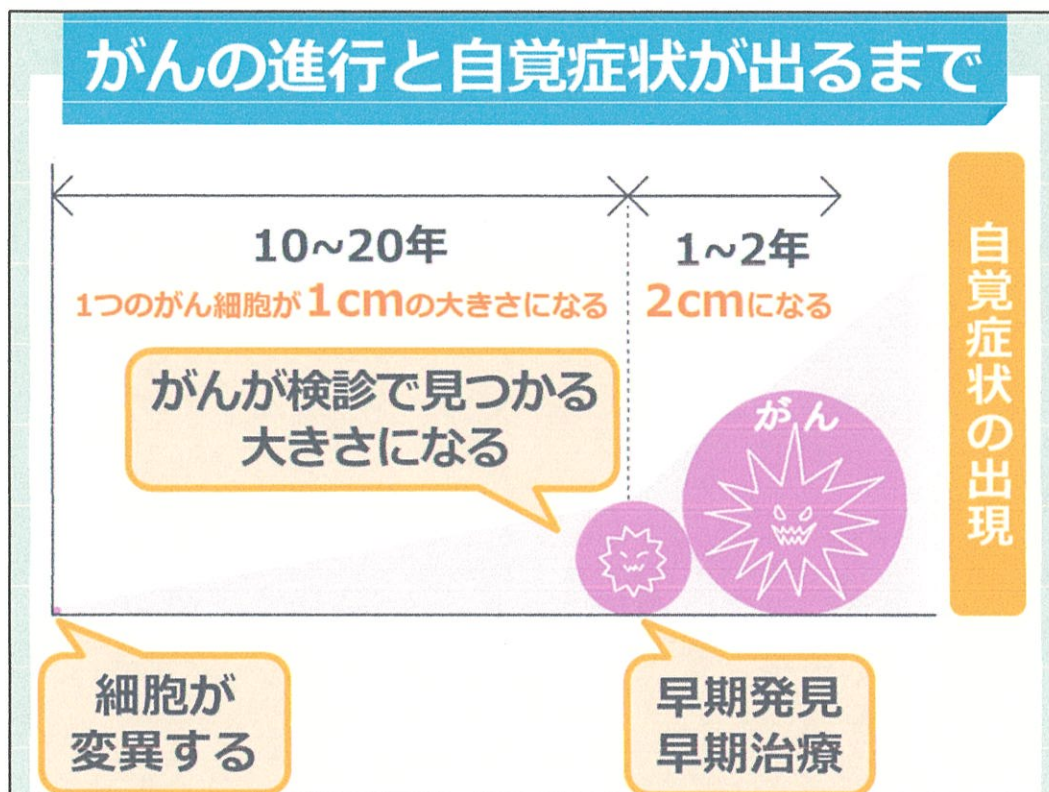 がんの進行と自覚症状が出るまで
10~20年
1つのがん細胞が1cmの大きさになる
1~2年
2cmになる
がんが検診で見つかる
大きさになる
がん
自覚症状の出現
細胞が
変異する
早期発見
早期治療